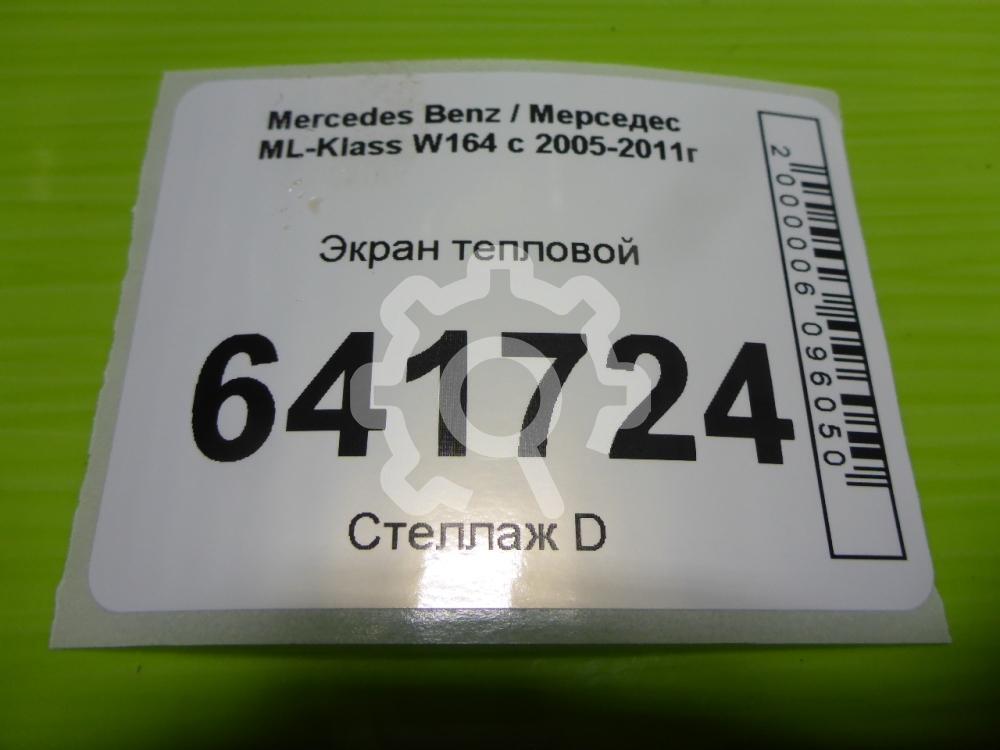 Mercedes Benz / Мерседес
ML-Klass W164 с 2005-2011г
Экран тепловой
641724
Стеллаж D
2000006096050